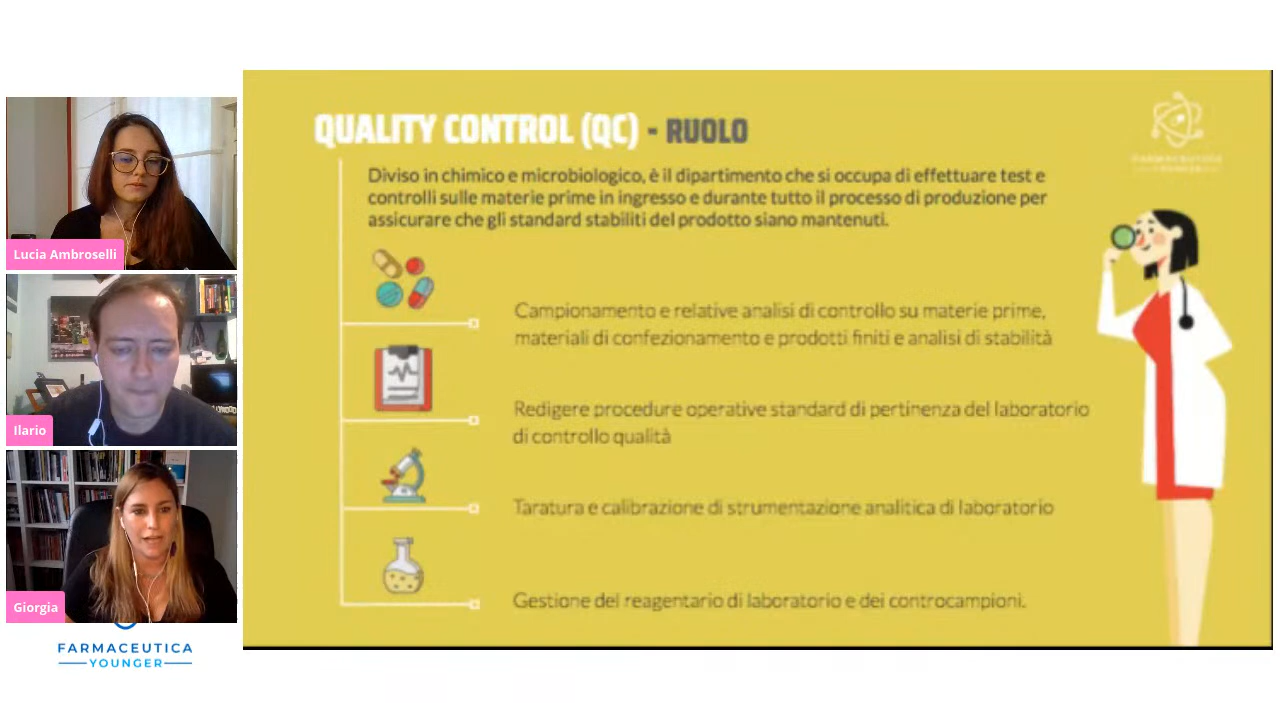 QUALITY CONTROL (QC) - RUOLO
Diviso in chimico e microbiologico, è il dipartimento che si occupa di effettuare test e
controlli sulle materie prime in ingresso e durante tutto il processo di produzione per
assicurare che gli standard stabiliti del prodotto siano mantenuti.
Campionamento e relative analisi di controllo su materie prime,
materiali di confezionamento e prodotti finiti e analisi di stabilità
Redigere procedure operative standard di pertinenza del laboratorio
di controllo qualità
Taratura e calibrazione di strumentazione analitica di laboratorio
Gestione del reagentario di laboratorio e dei controcampioni.
FARMACEUTICA
YOUNGER
Lucia Ambroselli
Ilario
Giorgia
FARMACEUTICA
YOUNGER